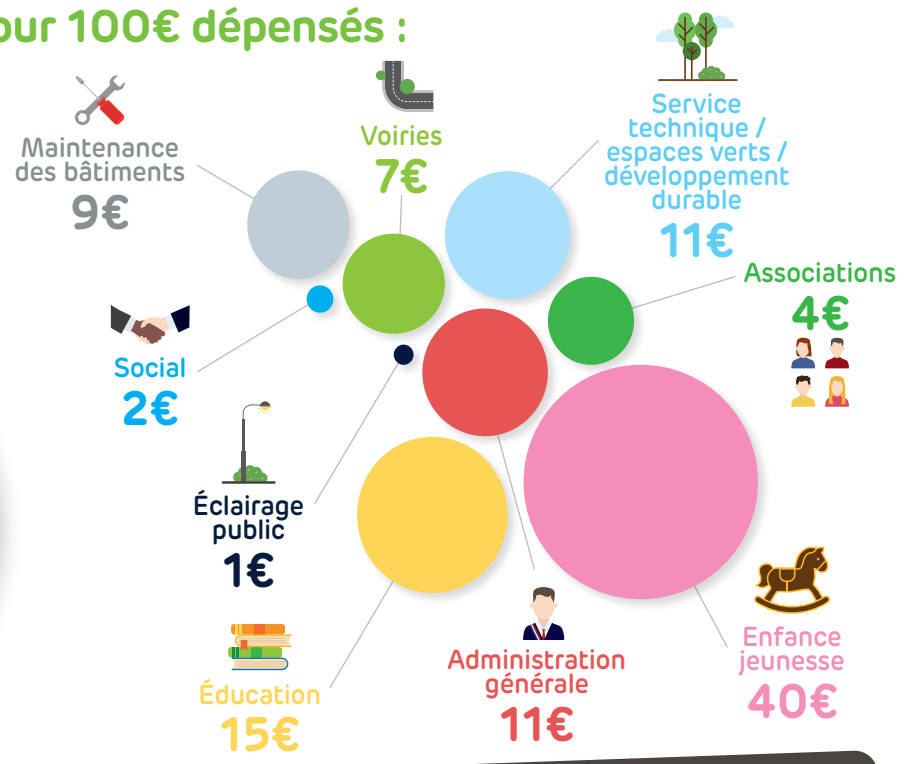 our 100€ dépensés :
Maintenance
des bâtiments
9€
Voiries
7€
Service
technique /
espaces verts /
développement
durable
11€
Associations
4€
Social
2€
Éclairage
public
1€
Éducation
15€
Administration
générale
11€
Enfance
jeunesse
40€